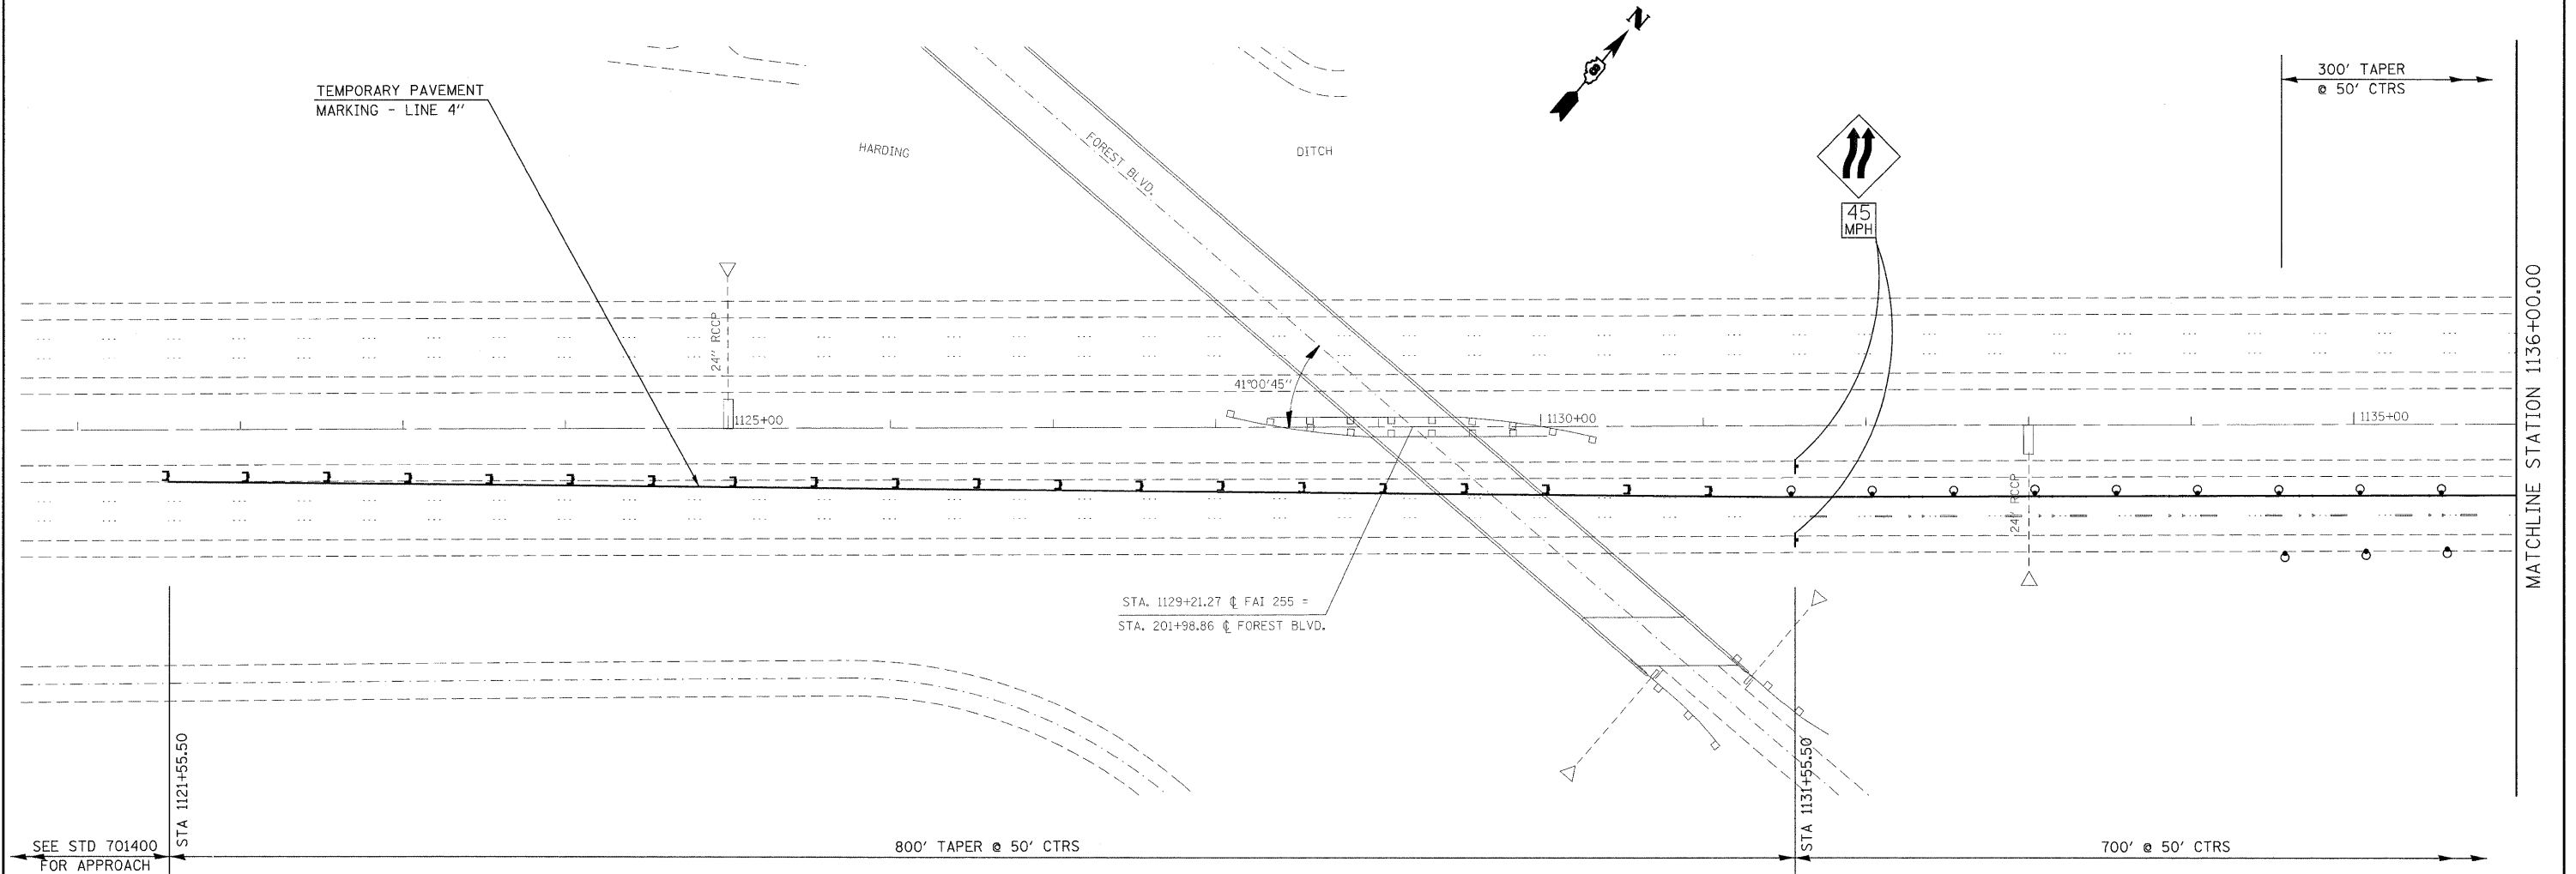 N
8
300' TAPER
@ 50' CTRS
TEMPORARY PAVEMENT
MARKING - LINE 4"
HARDING
FOREST BLVD.
DITCH
45
MPH
24" RCCP
41°00'45"
1125+00
1130+00
1135+00
MATCHLINE STATION 1136+00.00
24" RCCP
STA. 1129+21.27 ℄ FAI 255 =
STA. 201+98.86 ℄ FOREST BLVD.
STA 1121+55.50
STA 1131+55.50
SEE STD 701400
FOR APPROACH
800' TAPER @ 50' CTRS
700' @ 50' CTRS